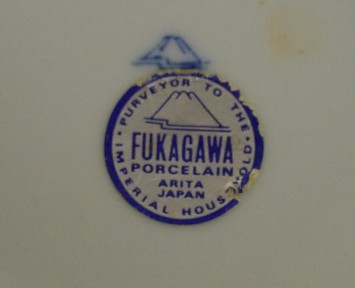 PURVEYOR TO THE
FUKAGAWA
PORCELAIN
ARITA
JAPAN
IMPERIAL HOUSEHOLD